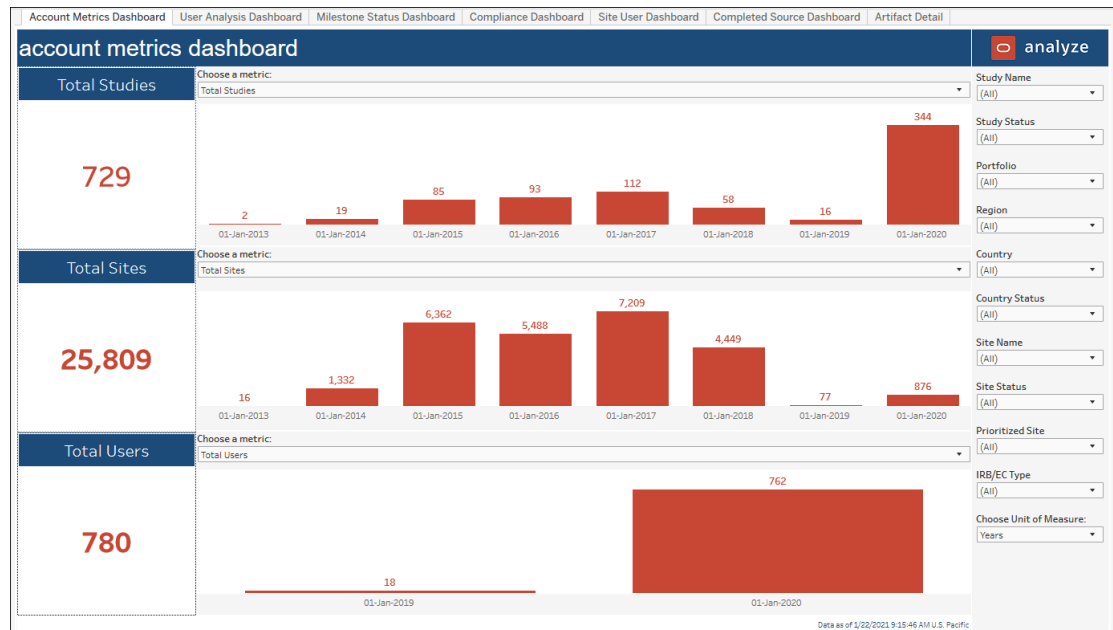 Account Metrics Dashboard User Analysis Dashboard Milestone Status Dashboard Compliance Dashboard Site User Dashboard Completed Source Dashboard Artifact Detail
account metrics dashboard
analyze
Total Studies
729
Choose a metric:
Total Studies
2 19 85 93 112 58 16 344
01-Jan-2013 01-Jan-2014 01-Jan-2015 01-Jan-2016 01-Jan-2017 01-Jan-2018 01-Jan-2019 01-Jan-2020
Total Sites
25,809
Choose a metric:
Total Sites
16 1,332 6,362 5,488 7,209 4,449 77 876
01-Jan-2013 01-Jan-2014 01-Jan-2015 01-Jan-2016 01-Jan-2017 01-Jan-2018 01-Jan-2019 01-Jan-2020
Total Users
780
Choose a metric:
Total Users
18 762
01-Jan-2019 01-Jan-2020
Data as of 1/22/2021 9:15:46 AM U.S. Pacific
Study Name
(All)
Study Status
(All)
Portfolio
(All)
Region
(All)
Country
(All)
Country Status
(All)
Site Name
(All)
Site Status
(All)
Prioritized Site
(All)
IRB/EC Type
(All)
Choose Unit of Measure:
Years